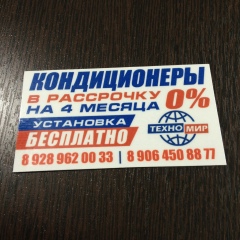 КОНДИЦИОНЕРЫ
В РАССРОЧКУ
НА 4 МЕСЯЦА 0%
УСТАНОВКА
БЕСПЛАТНО
ТЕХНО МИР
8 928 962 00 33 | 8 906 450 88 77